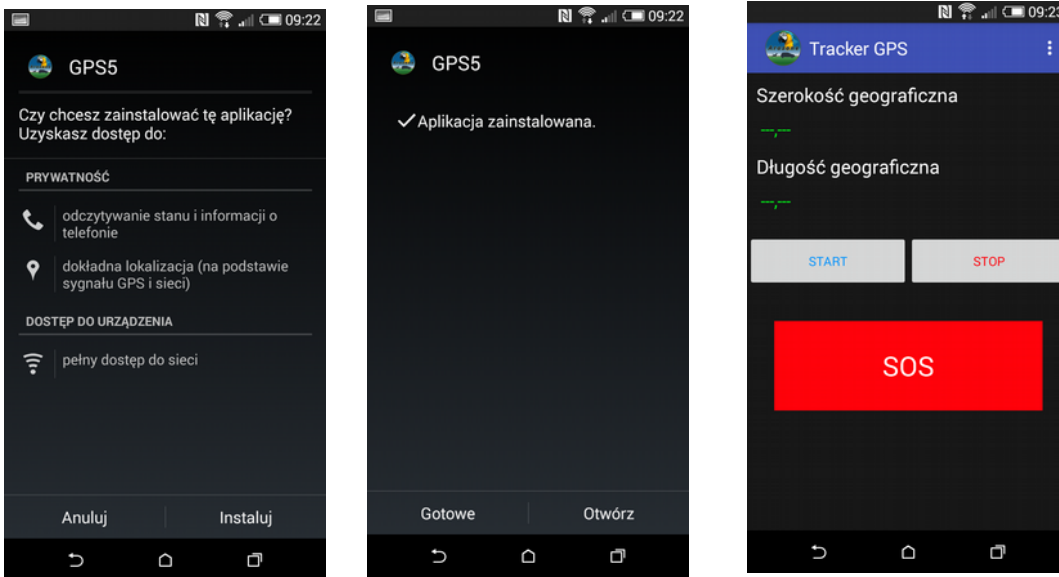 09:22
GPS5
Czy chcesz zainstalować tę aplikację?
Uzyskasz dostęp do:
PRYWATNOŚĆ
odczytywanie stanu i informacji o
telefonie
dokładna lokalizacja (na podstawie
sygnału GPS i sieci)
DOSTĘP DO URZĄDZENIA
pełny dostęp do sieci
Anuluj
Instaluj
09:22
GPS5
Aplikacja zainstalowana.
Gotowe
Otwórz
09:23
Tracker GPS
Szerokość geograficzna
---,---
Długość geograficzna
---,---
START
STOP
SOS